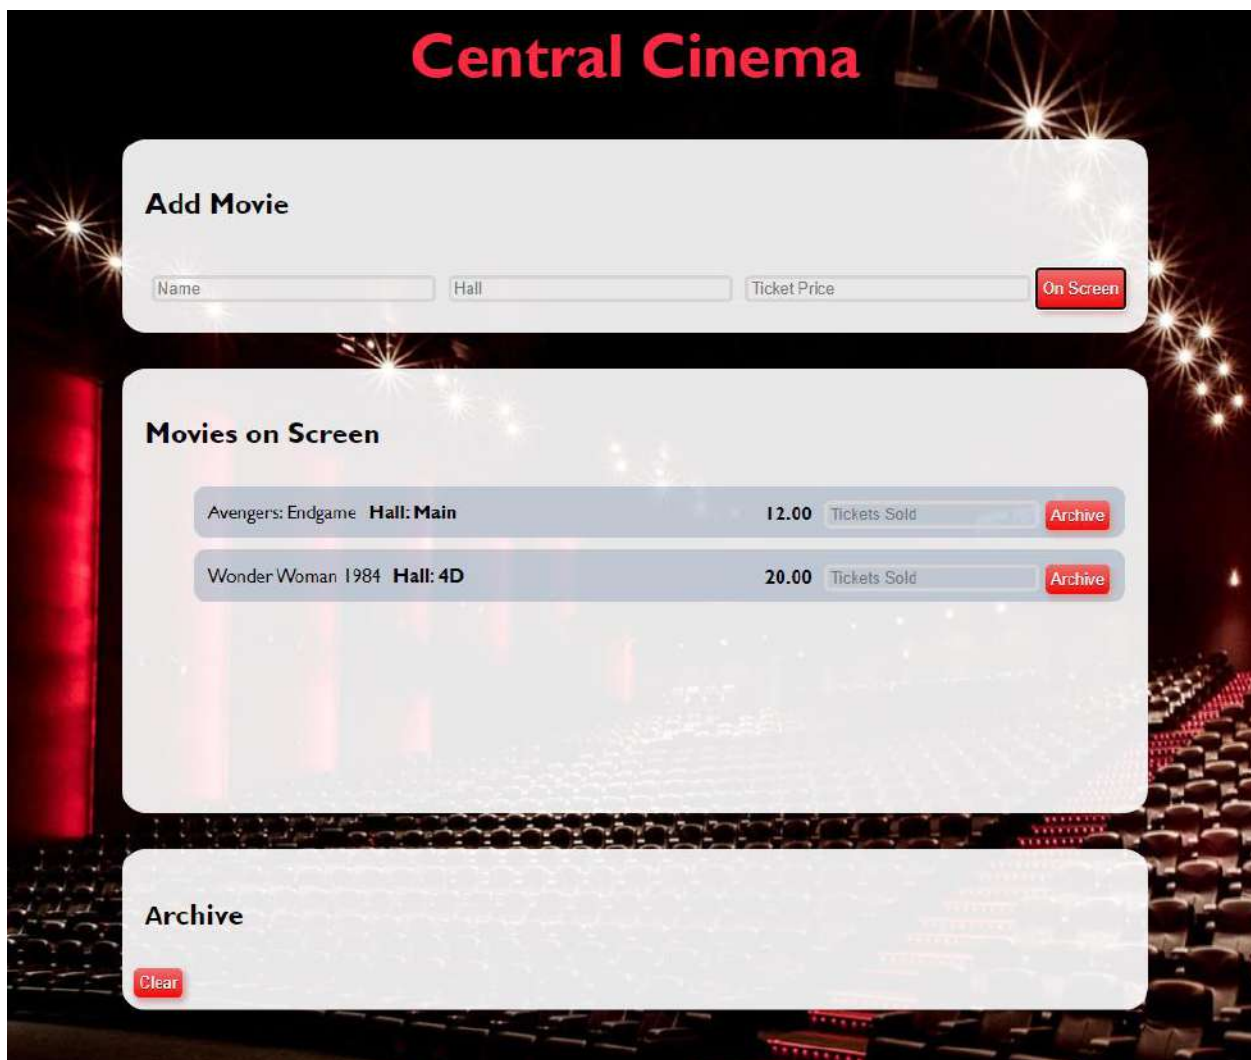 Central Cinema
Add Movie
Name Hall Ticket Price On Screen
Movies on Screen
Avengers: Endgame Hall: Main 12.00 Tickets Sold Archive
Wonder Woman 1984 Hall: 4D 20.00 Tickets Sold Archive
Archive
Clear